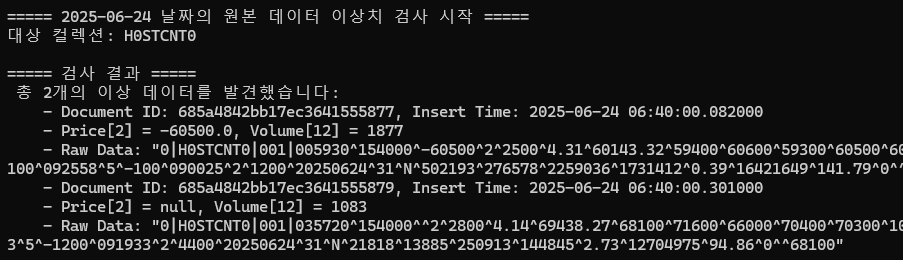 ===== 2025-06-24 날짜의 원본 데이터 이상치 검사 시작 =====
대상 컬렉션: H0STCNT0
===== 검사 결과 =====
총 2개의 이상 데이터를 발견했습니다:
- Document ID: 685a4842bb17ec3641555877, Insert Time: 2025-06-24 06:40:00.082000
- Price[2] = -60500.0, Volume[12] = 1877
- Raw Data: "0|H0STCNT0|001|005930^154000^-60500^2^2500^4.31^60143.32^59400^60600^59300^60500^60
100^092558^5^-100^090025^2^1200^20250624^31^N^502193^276578^2259036^1731412^0.39^16421649^141.79^0^^
- Document ID: 685a4842bb17ec3641555879, Insert Time: 2025-06-24 06:40:00.301000
- Price[2] = null, Volume[12] = 1083
- Raw Data: "0|H0STCNT0|001|035720^154000^^2^2800^4.14^69438.27^68100^71600^66000^70400^70300^10
3^5^-1200^091933^2^4400^20250624^31^N^21818^13885^250913^144845^2.73^12704975^94.86^0^^68100"